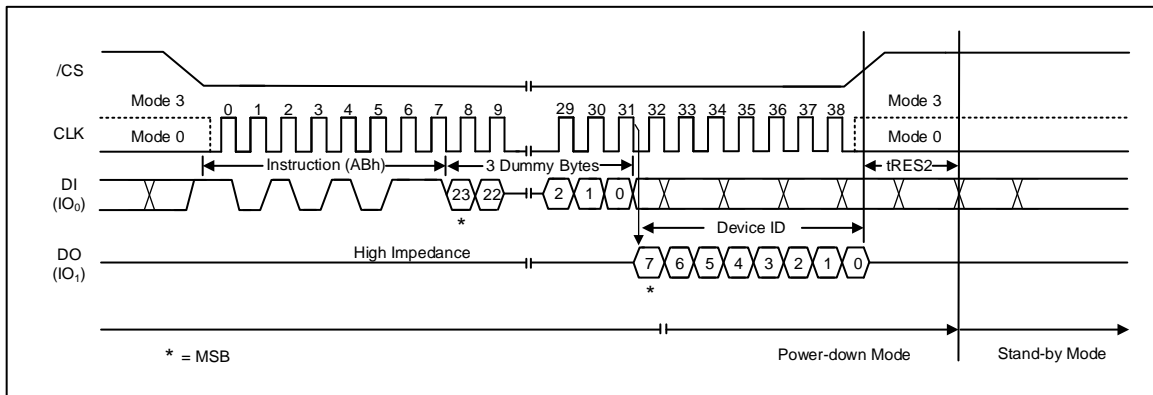 /CS
Mode 3
Mode 3
0 1 2 3 4 5 6 7 8 9 29 30 31 32 33 34 35 36 37 38
CLK
Mode 0
Mode 0
Instruction (ABh)
3 Dummy Bytes
tRES2
DI
(IO0)
23 22 2 1 0
*
Device ID
DO
(IO1)
High Impedance
7 6 5 4 3 2 1 0
*
* = MSB
Power-down Mode
Stand-by Mode